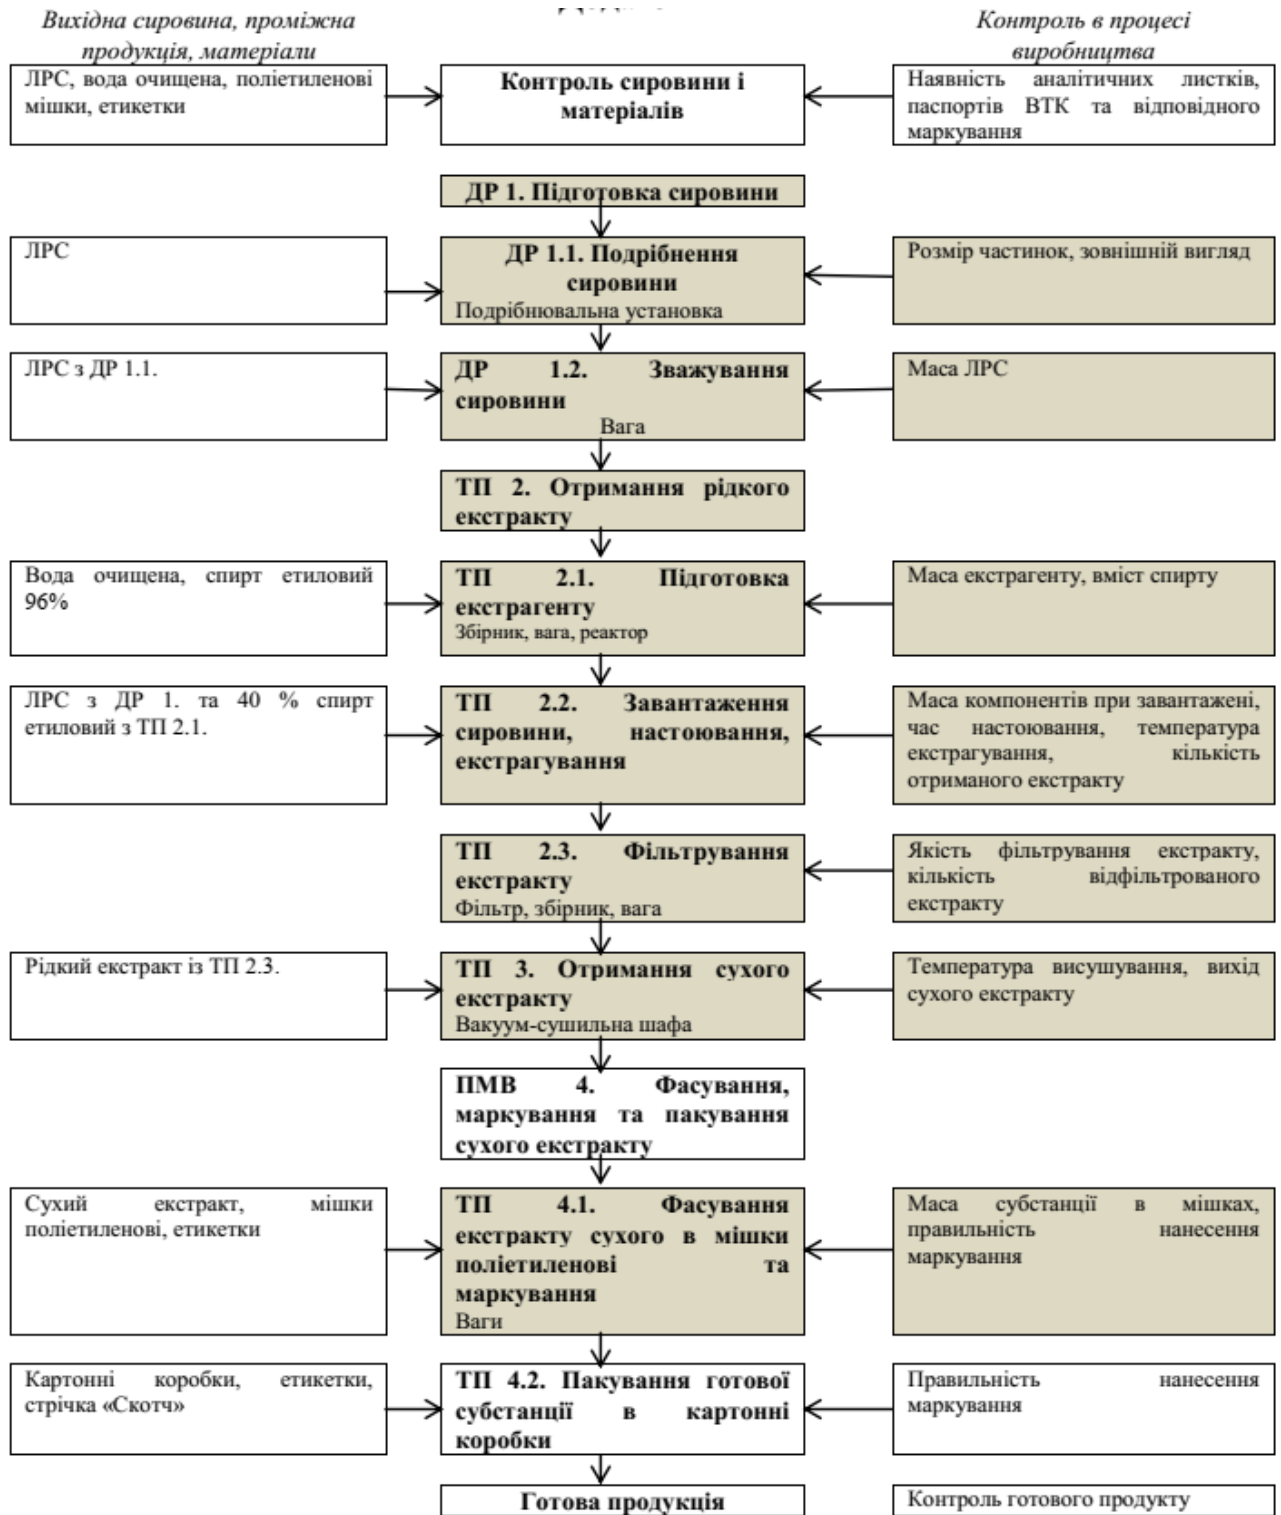 Вихідна сировина, проміжна
продукція, матеріали
Контроль в процесі
виробництва
ЛРС, вода очищена, поліетиленові
мішки, етикетки
Контроль сировини і
матеріалів
Наявність аналітичних листків,
паспортів ВТК та відповідного
маркування
ДР 1. Підготовка сировини
ЛРС
ДР 1.1. Подрібнення
сировини
Подрібнювальна установка
Розмір частинок, зовнішній вигляд
ЛРС з ДР 1.1.
ДР 1.2. Зважування
сировини
Вага
Маса ЛРС
ТП 2. Отримання рідкого
екстракту
Вода очищена, спирт етиловий
96%
ТП 2.1. Підготовка
екстрагенту
Збірник, вага, реактор
Маса екстрагенту, вміст спирту
ЛРС з ДР 1. та 40 % спирт
етиловий з ТП 2.1.
ТП 2.2. Завантаження
сировини, настоювання,
екстрагування
Маса компонентів при завантажені,
час настоювання, температура
екстрагування, кількість
отриманого екстракту
ТП 2.3. Фільтрування
екстракту
Фільтр, збірник, вага
Якість фільтрування екстракту,
кількість відфільтрованого
екстракту
Рідкий екстракт із ТП 2.3.
ТП 3. Отримання сухого
екстракту
Вакуум-сушильна шафа
Температура висушування, вихід
сухого екстракту
ПМВ 4. Фасування,
маркування та пакування
сухого екстракту
Сухий екстракт, мішки
поліетиленові, етикетки
ТП 4.1. Фасування
екстракту сухого в мішки
поліетиленові та
маркування
Ваги
Маса субстанції в мішках,
правильність нанесення
маркування
Картонні коробки, етикетки,
стрічка «Скотч»
ТП 4.2. Пакування готової
субстанції в картонні
коробки
Правильність нанесення
маркування
Готова продукція
Контроль готового продукту